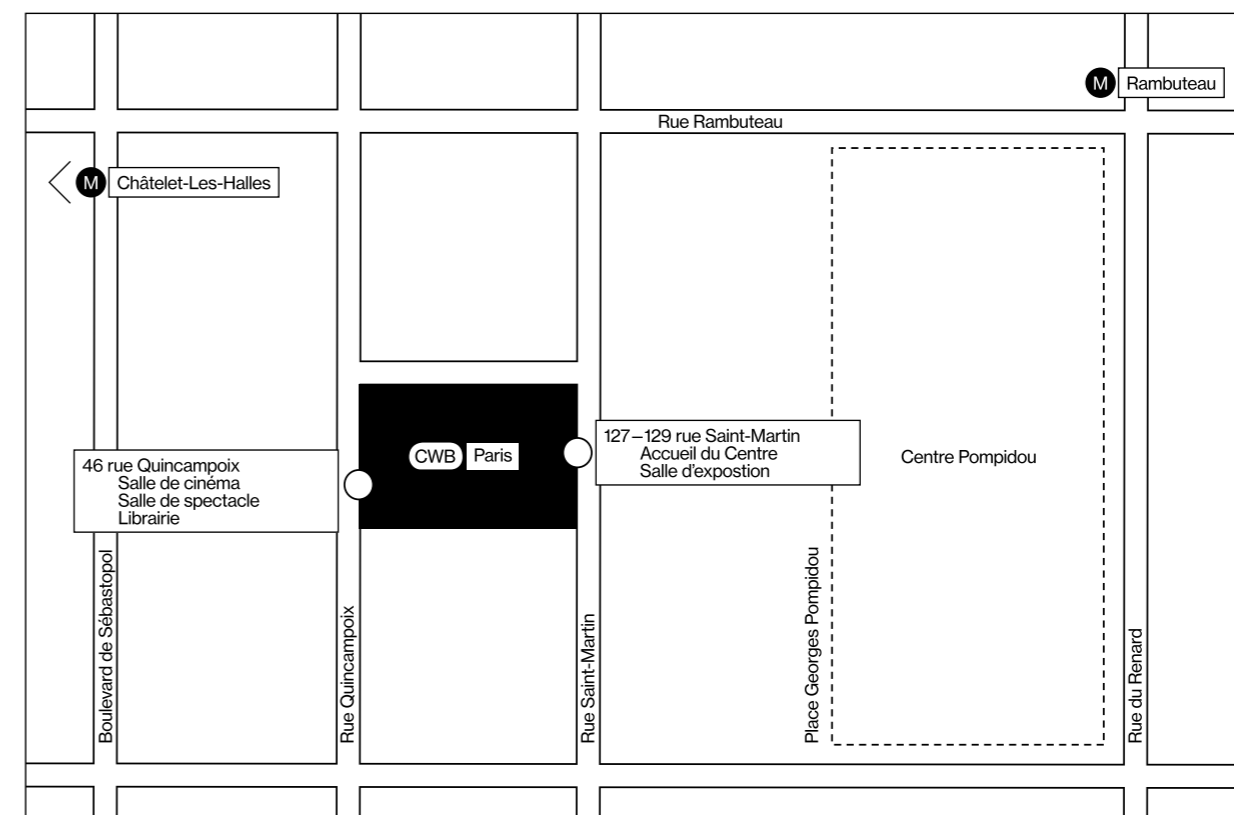 M Rambuteau
Rue Rambuteau
M Châtelet-Les-Halles
127–129 rue Saint-Martin
Accueil du Centre
Salle d'expostion
CWB Paris
Centre Pompidou
46 rue Quincampoix
Salle de cinéma
Salle de spectacle
Librairie
Boulevard de Sébastopol
Rue Quincampoix
Rue Saint-Martin
Place Georges Pompidou
Rue du Renard